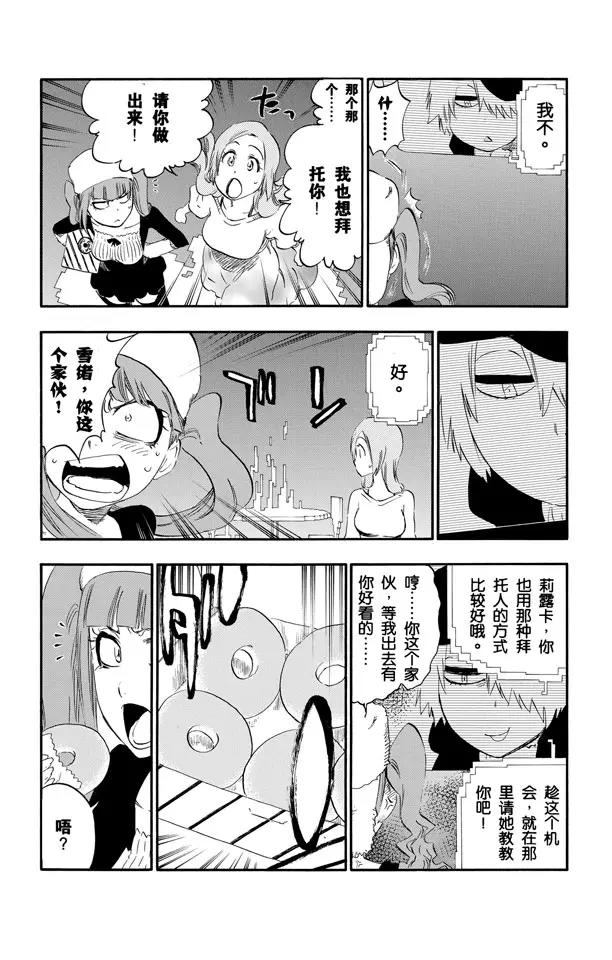 我不。
什……
那个那
个……
我也想拜
托你！
たっ
请你做
出来！
好。
雪绪，你这
个家伙！
莉露卡，你
也用那种拜
托人的方式
比较好哦。
趁这个机
会，就在那
里请她教教
你吧！
哼……你这个家
伙，等我出去有
你好看的……
唔？